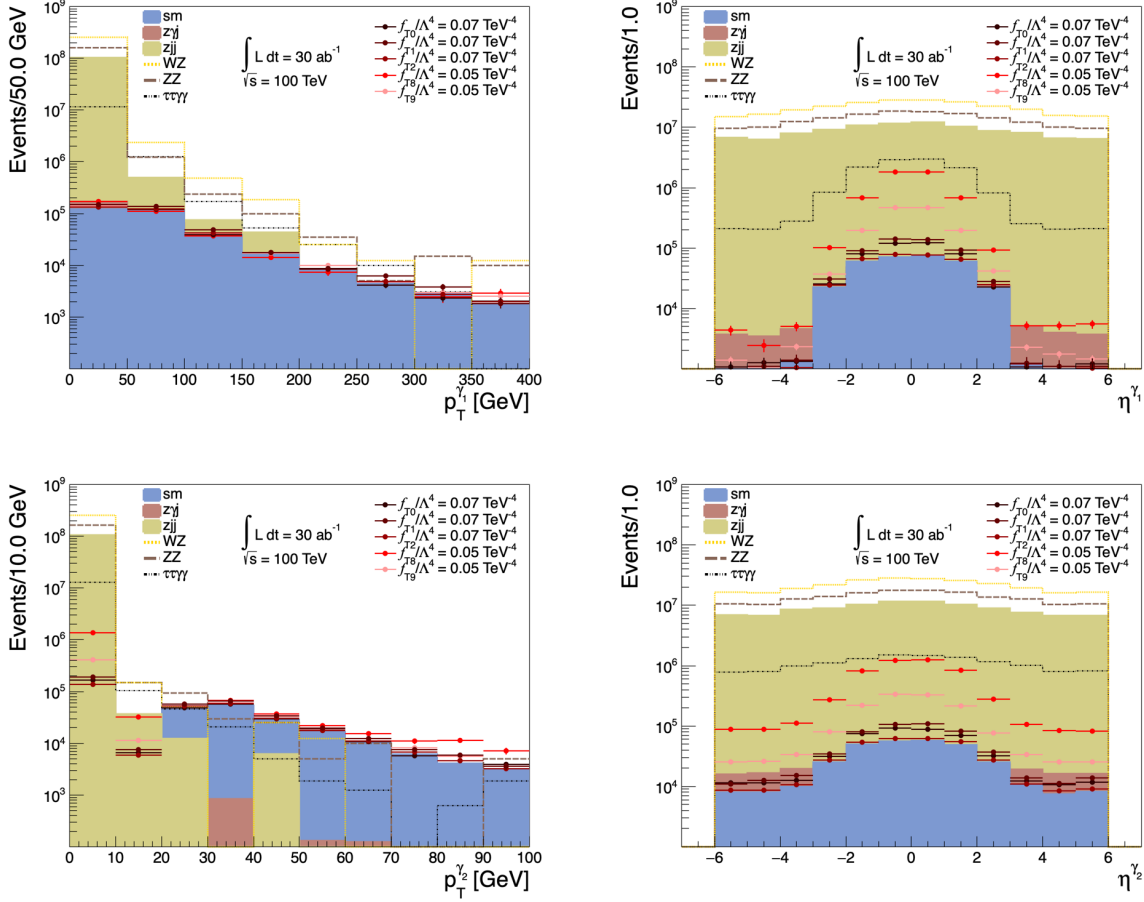 Events/50.0 GeV
10⁹
10⁸
10⁷
10⁶
10⁵
10⁴
10³
sm
zγj
zjj
WZ
ZZ
ττγγ
∫ L dt = 30 ab⁻¹
√s = 100 TeV
f_T0/Λ⁴ = 0.07 TeV⁻⁴
f_T1/Λ⁴ = 0.07 TeV⁻⁴
f_T2/Λ⁴ = 0.07 TeV⁻⁴
f_T8/Λ⁴ = 0.05 TeV⁻⁴
f_T9/Λ⁴ = 0.05 TeV⁻⁴
0 50 100 150 200 250 300 350 400
p_T^γ₁ [GeV]
Events/1.0
10⁹
10⁸
10⁷
10⁶
10⁵
10⁴
sm
zγj
zjj
WZ
ZZ
ττγγ
∫ L dt = 30 ab⁻¹
√s = 100 TeV
f_T0/Λ⁴ = 0.07 TeV⁻⁴
f_T1/Λ⁴ = 0.07 TeV⁻⁴
f_T2/Λ⁴ = 0.07 TeV⁻⁴
f_T8/Λ⁴ = 0.05 TeV⁻⁴
f_T9/Λ⁴ = 0.05 TeV⁻⁴
−6 −4 −2 0 2 4 6
η^γ₁
Events/10.0 GeV
10⁹
10⁸
10⁷
10⁶
10⁵
10⁴
10³
sm
zγj
zjj
WZ
ZZ
ττγγ
∫ L dt = 30 ab⁻¹
√s = 100 TeV
f_T0/Λ⁴ = 0.07 TeV⁻⁴
f_T1/Λ⁴ = 0.07 TeV⁻⁴
f_T2/Λ⁴ = 0.07 TeV⁻⁴
f_T8/Λ⁴ = 0.05 TeV⁻⁴
f_T9/Λ⁴ = 0.05 TeV⁻⁴
0 10 20 30 40 50 60 70 80 90 100
p_T^γ₂ [GeV]
Events/1.0
10⁹
10⁸
10⁷
10⁶
10⁵
10⁴
sm
zγj
zjj
WZ
ZZ
ττγγ
∫ L dt = 30 ab⁻¹
√s = 100 TeV
f_T0/Λ⁴ = 0.07 TeV⁻⁴
f_T1/Λ⁴ = 0.07 TeV⁻⁴
f_T2/Λ⁴ = 0.07 TeV⁻⁴
f_T8/Λ⁴ = 0.05 TeV⁻⁴
f_T9/Λ⁴ = 0.05 TeV⁻⁴
−6 −4 −2 0 2 4 6
η^γ₂